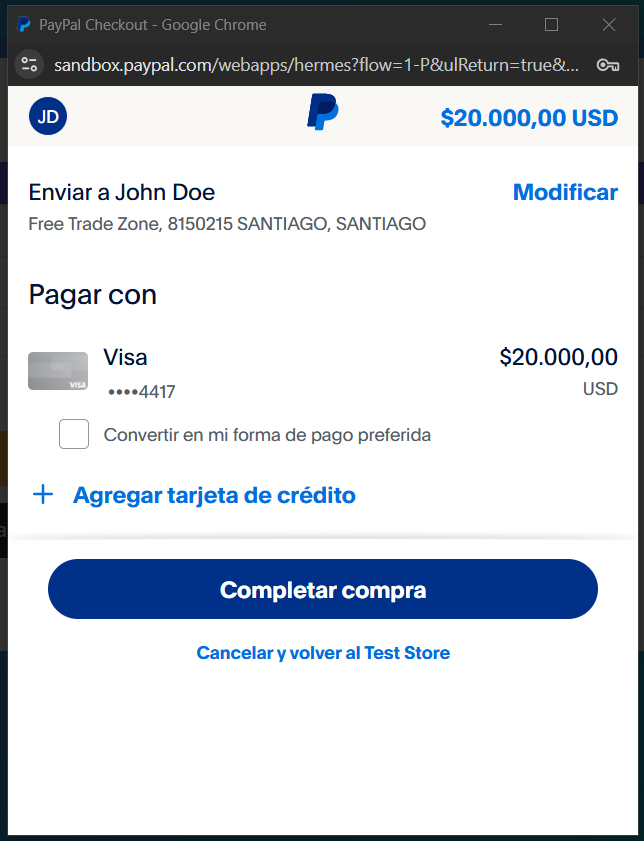 PayPal Checkout - Google Chrome
sandbox.paypal.com/webapps/hermes?flow=1-P&ulReturn=true&...
JD
$20.000,00 USD
Enviar a John Doe
Modificar
Free Trade Zone, 8150215 SANTIAGO, SANTIAGO
Pagar con
Visa
$20.000,00
VISA
••••4417
USD
Convertir en mi forma de pago preferida
+ Agregar tarjeta de crédito
Completar compra
Cancelar y volver al Test Store